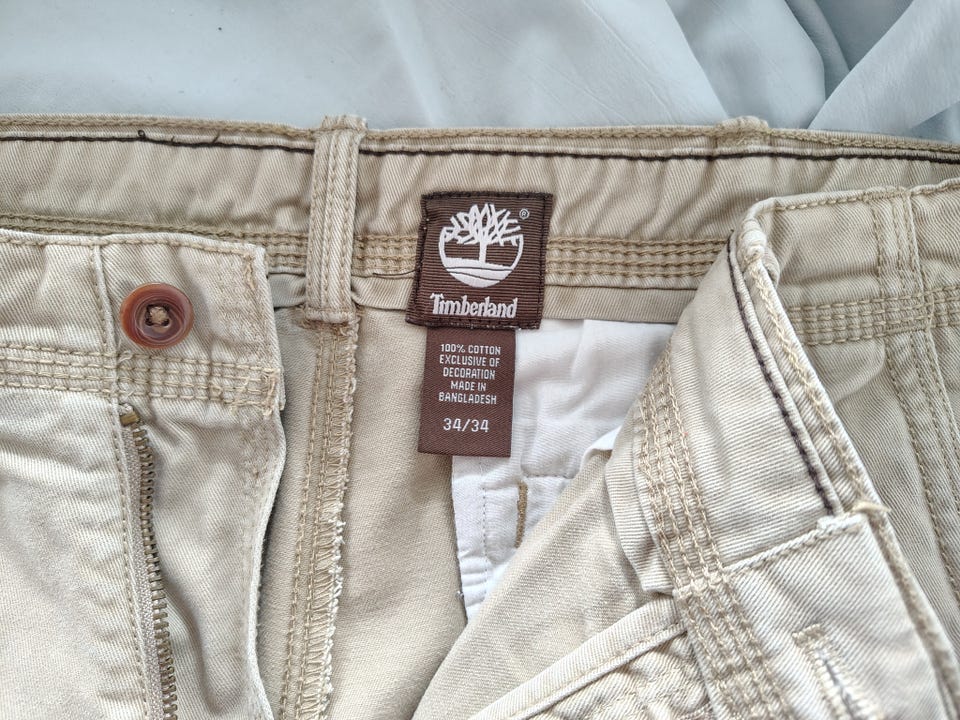 ®
Timberland
100% COTTON
EXCLUSIVE OF
DECORATION
MADE IN
BANGLADESH
34/34